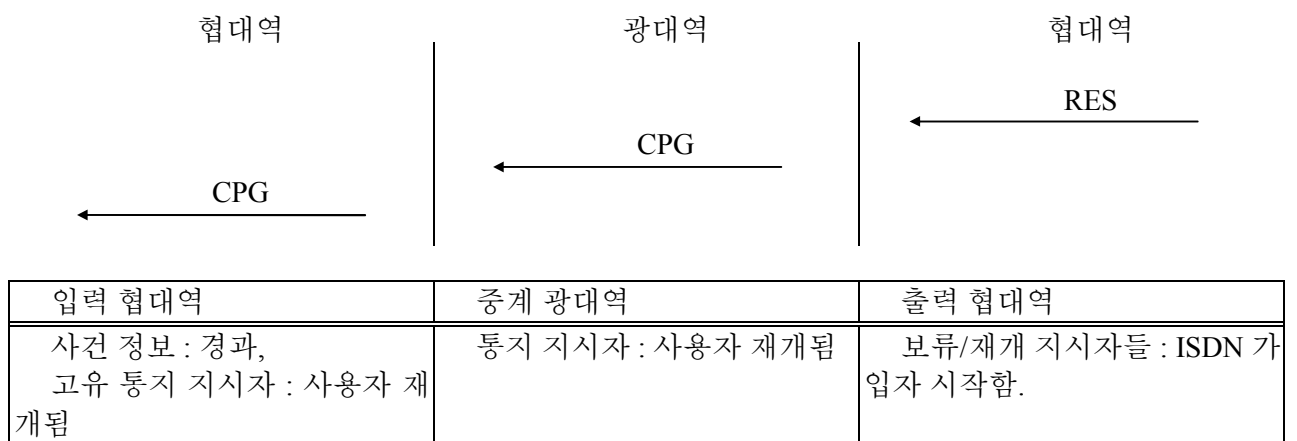 협대역 광대역 협대역
RES
CPG
CPG
입력 협대역 중계 광대역 출력 협대역
사건 정보 : 경과,
고유 통지 지시자 : 사용자 재
개됨
통지 지시자 : 사용자 재개됨
보류/재개 지시자들 : ISDN 가
입자 시작함.